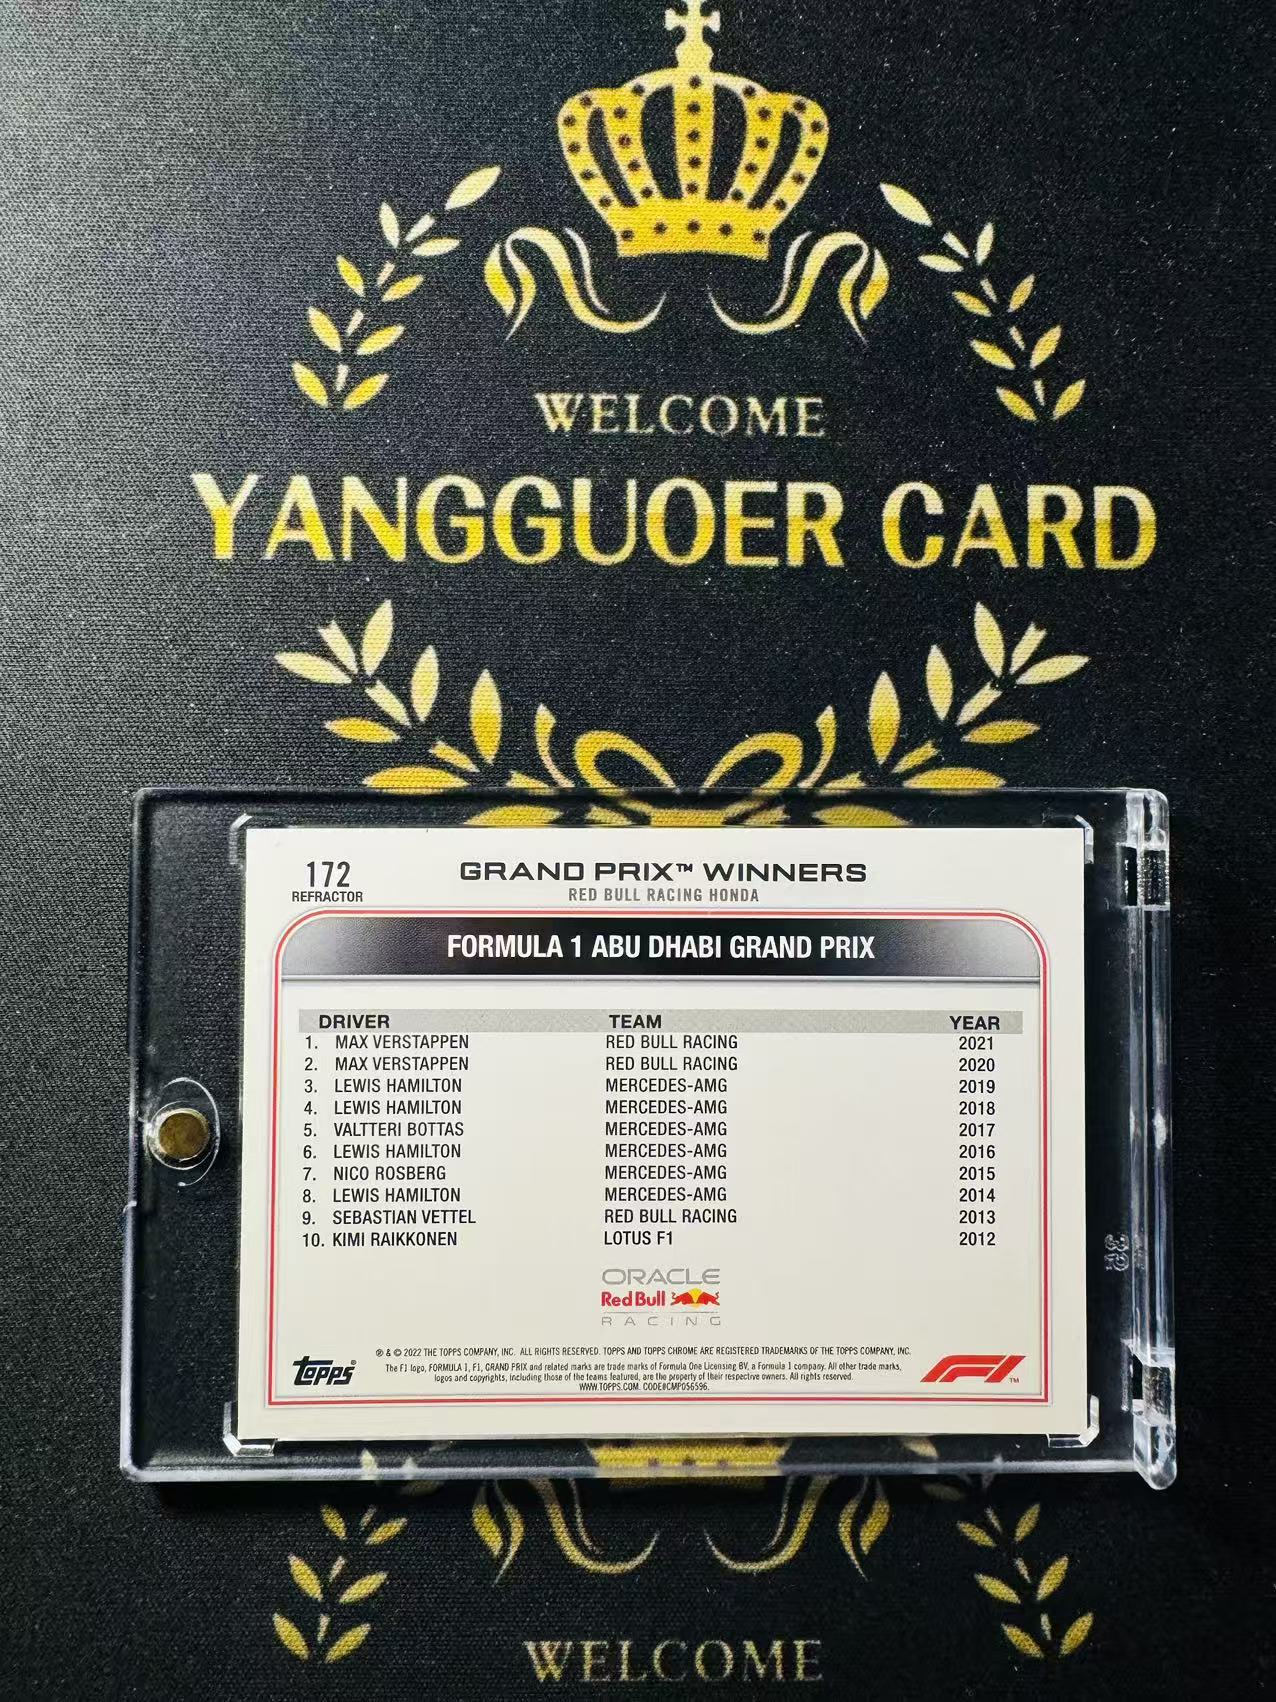 WELCOME
YANGGUOER CARD
172
REFRACTOR
GRAND PRIX™ WINNERS
RED BULL RACING HONDA
FORMULA 1 ABU DHABI GRAND PRIX
DRIVER TEAM YEAR
1. MAX VERSTAPPEN RED BULL RACING 2021
2. MAX VERSTAPPEN RED BULL RACING 2020
3. LEWIS HAMILTON MERCEDES-AMG 2019
4. LEWIS HAMILTON MERCEDES-AMG 2018
5. VALTTERI BOTTAS MERCEDES-AMG 2017
6. LEWIS HAMILTON MERCEDES-AMG 2016
7. NICO ROSBERG MERCEDES-AMG 2015
8. LEWIS HAMILTON MERCEDES-AMG 2014
9. SEBASTIAN VETTEL RED BULL RACING 2013
10. KIMI RAIKKONEN LOTUS F1 2012
ORACLE
Red Bull
RACING
℗ & © 2022 THE TOPPS COMPANY, INC. ALL RIGHTS RESERVED. TOPPS AND TOPPS CHROME ARE REGISTERED TRADEMARKS OF THE TOPPS COMPANY, INC.
The F1 logo, FORMULA 1, F1, GRAND PRIX and related marks are trade marks of Formula One Licensing BV, a Formula 1 company. All other trade marks,
logos and copyrights, including those of the teams featured, are the property of their respective owners. All rights reserved.
WWW.TOPPS.COM. CODE#CMP056596.
topps®
F1™
WELCOME